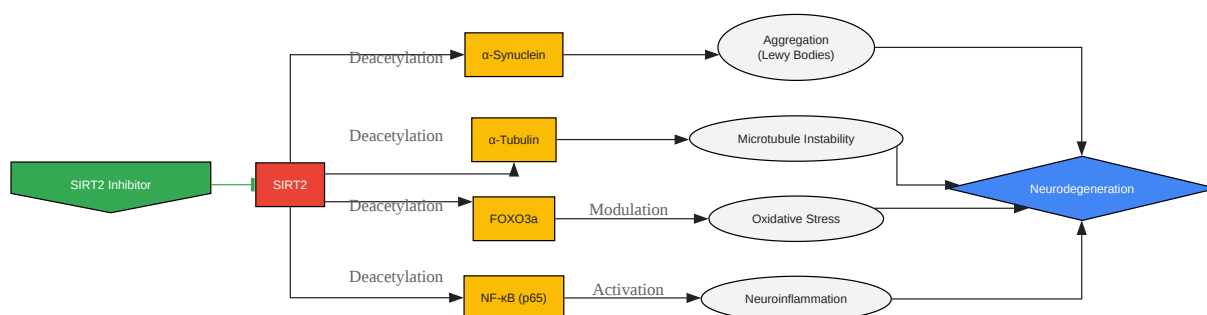 Deacetylation
α-Synuclein
Aggregation
(Lewy Bodies)
Deacetylation
α-Tubulin
Microtubule Instability
SIRT2 Inhibitor
SIRT2
Neurodegeneration
Deacetylation
FOXO3a
Modulation
Oxidative Stress
Deacetylation
NF-κB (p65)
Activation
Neuroinflammation